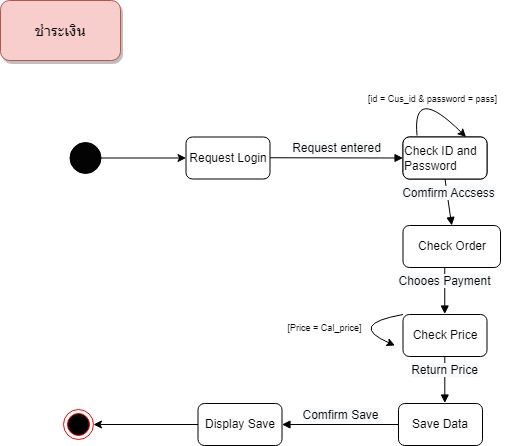 ชำระเงิน
[id = Cus_id & password = pass]
Request Login
Request entered
Check ID and
Password
Comfirm Accsess
Check Order
Chooes Payment
[Price = Cal_price]
Check Price
Return Price
Display Save
Comfirm Save
Save Data